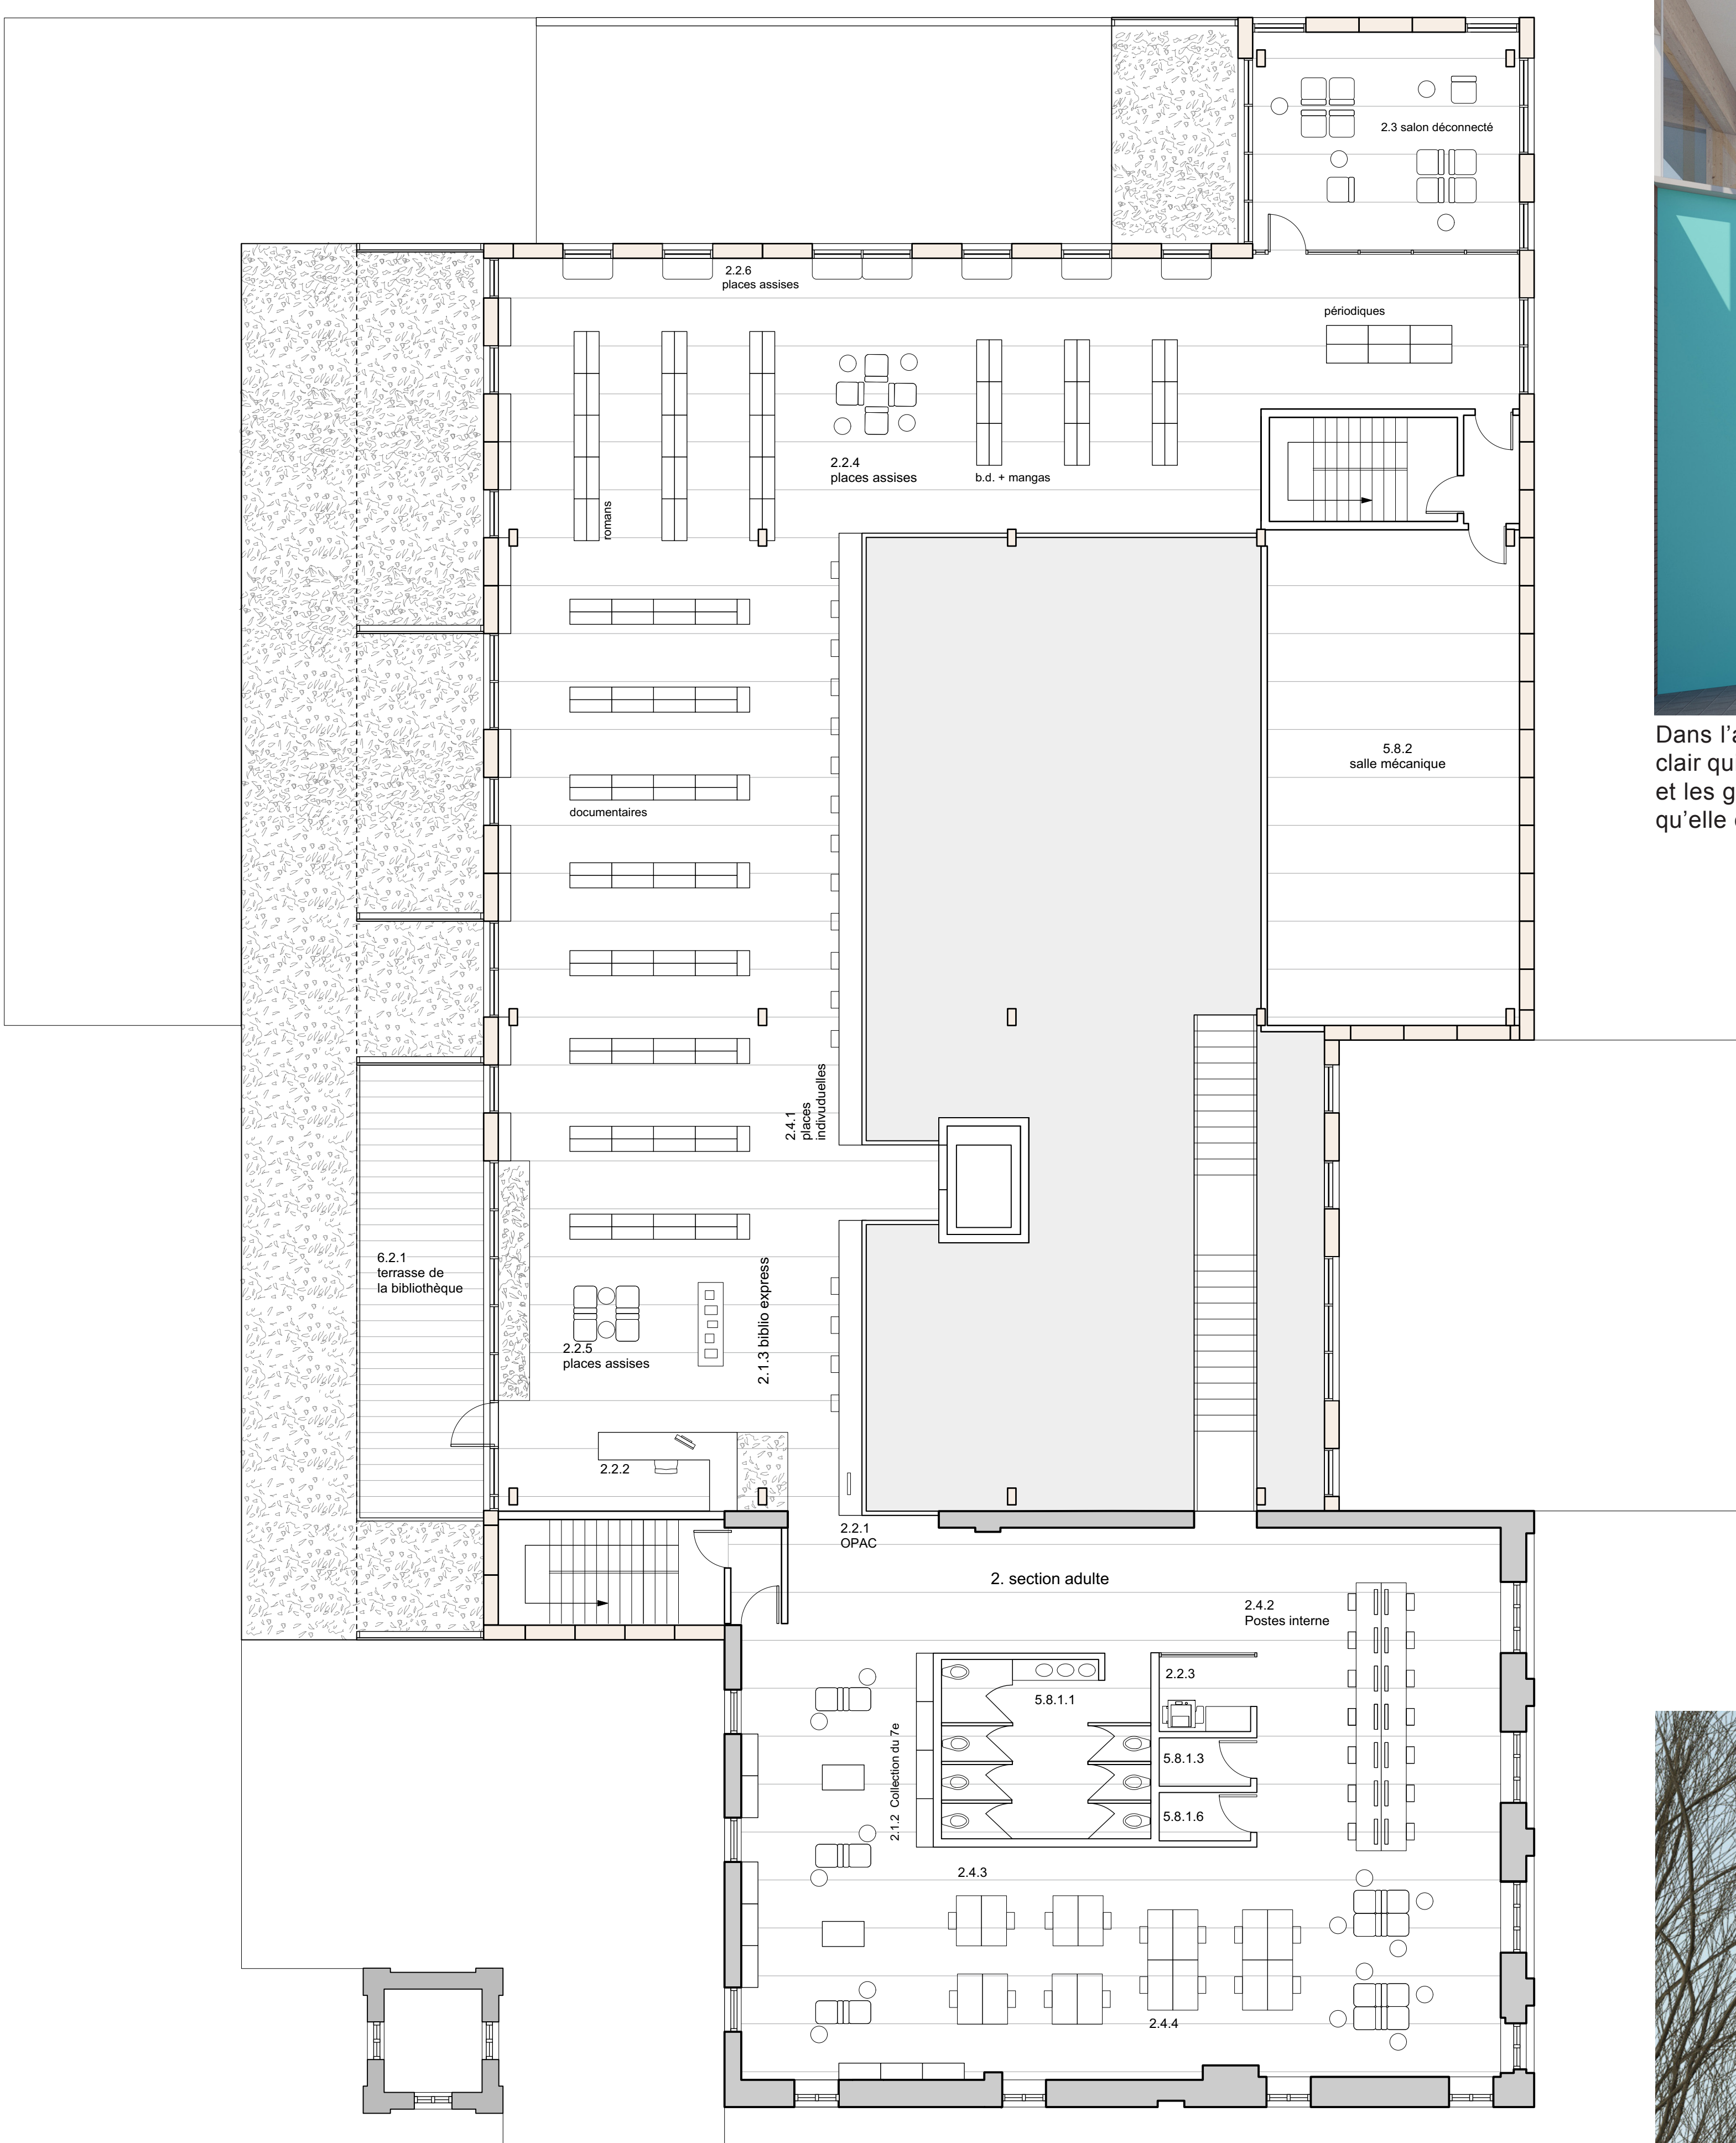 2.3 salon déconnecté
2.2.6
places assises
périodiques
2.2.4
places assises
b.d. + mangas
romans
5.8.2
salle mécanique
Dans l'a
clair qu
et les g
qu'elle
documentaires
2.4.1
places
indivuduelles
6.2.1
terrasse de
la bibliothèque
2.1.3 biblio express
2.2.5
places assises
2.2.2
2.2.1
OPAC
2. section adulte
2.4.2
Postes interne
2.2.3
5.8.1.1
2.1.2 Collection du 7e
5.8.1.3
5.8.1.6
2.4.3
2.4.4